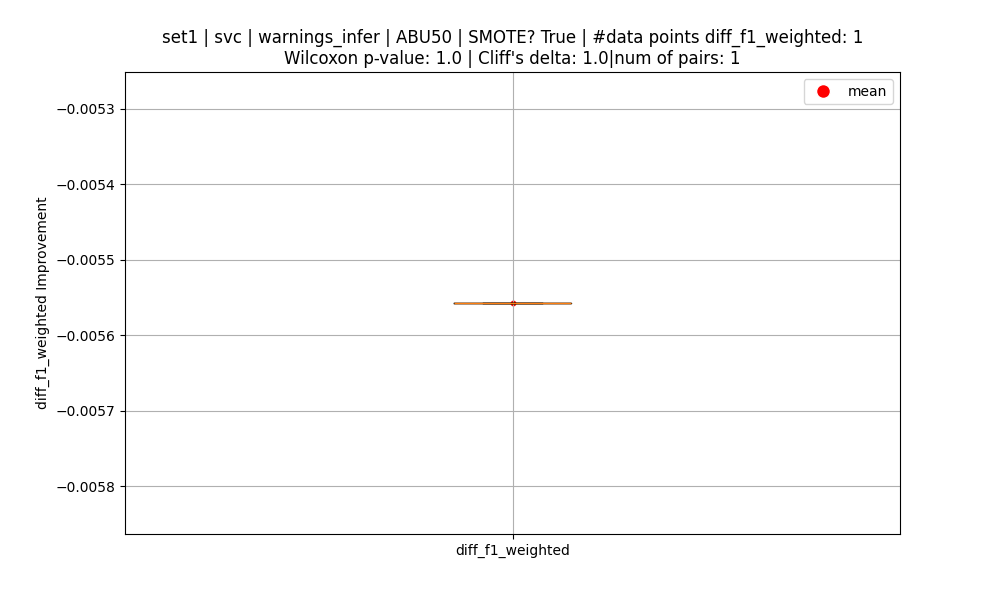 set1 | svc | warnings_infer | ABU50 | SMOTE? True | #data points diff_f1_weighted: 1
Wilcoxon p-value: 1.0 | Cliff's delta: 1.0|num of pairs: 1
mean
−0.0053
−0.0054
−0.0055
−0.0056
−0.0057
−0.0058
diff_f1_weighted Improvement
diff_f1_weighted